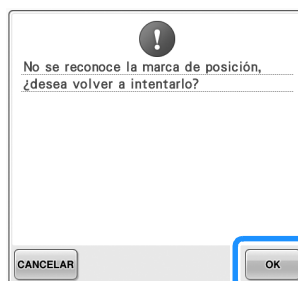 No se reconoce la marca de posición,
¿desea volver a intentarlo?
CANCELAR
OK